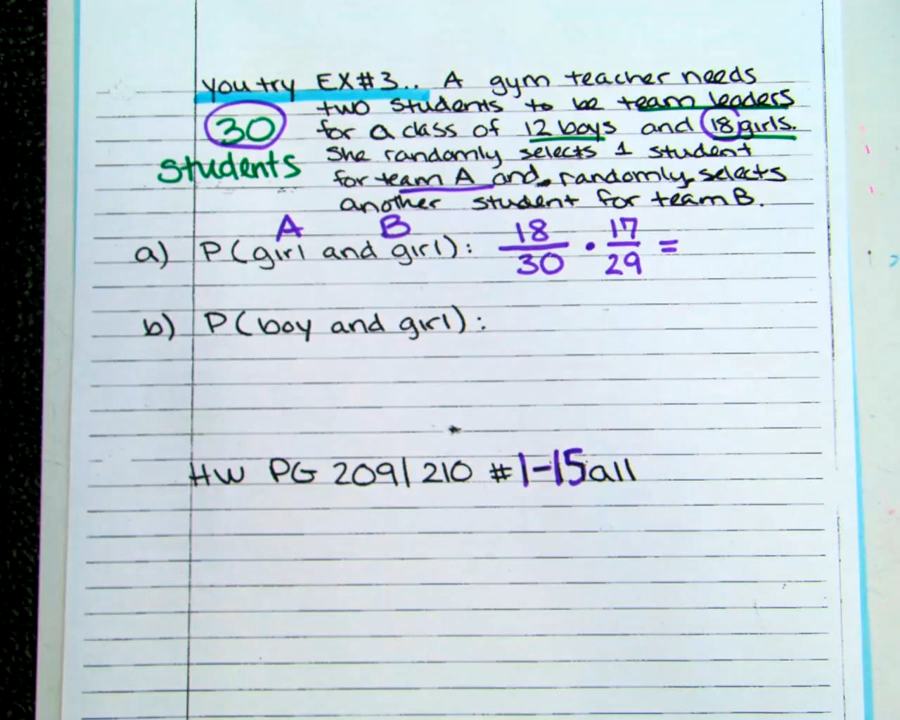 you try EX#3... A gym teacher needs
two students to be team leaders
30 for a class of 12 boys and 18 girls.
students She randomly selects 1 student
for team A and randomly selects
another student for team B.
A B
a) P(girl and girl): 18/30 · 17/29 =
b) P(boy and girl):
HW PG 209/210 #1-15 all